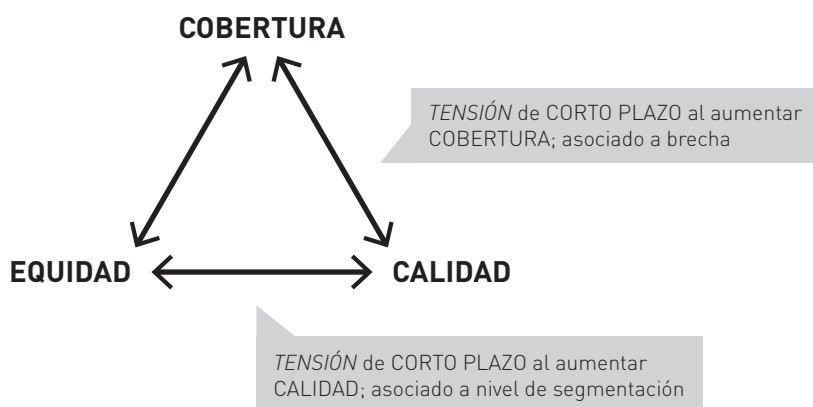 COBERTURA
TENSIÓN de CORTO PLAZO al aumentar
COBERTURA; asociado a brecha
EQUIDAD
CALIDAD
TENSIÓN de CORTO PLAZO al aumentar
CALIDAD; asociado a nivel de segmentación